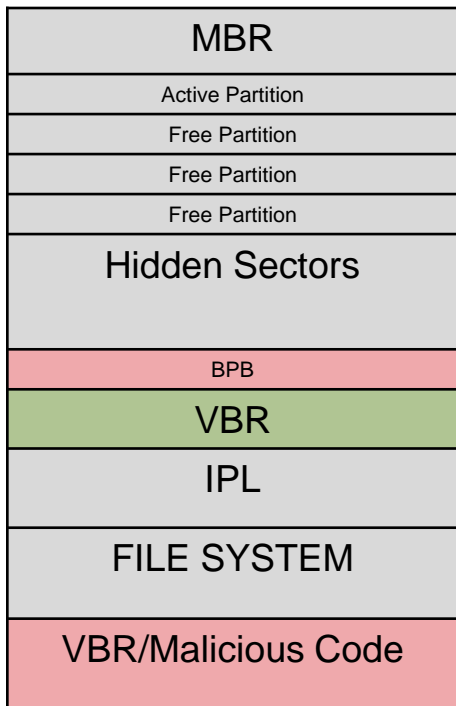 MBR
Active Partition
Free Partition
Free Partition
Free Partition
Hidden Sectors
BPB
VBR
IPL
FILE SYSTEM
VBR/Malicious Code